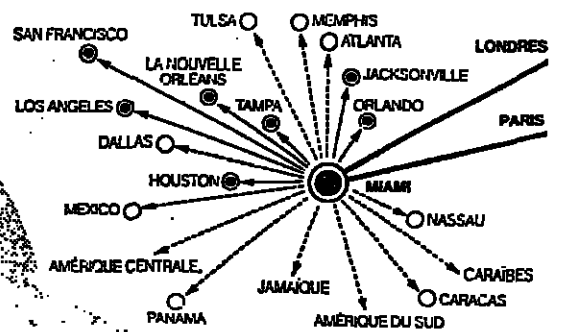 TULSA
MEMPHIS
SAN FRANCISCO
ATLANTA
LONDRES
LA NOUVELLE
ORLÉANS
JACKSONVILLE
LOS ANGELES
TAMPA
ORLANDO
PARIS
DALLAS
HOUSTON
MIAMI
MEXICO
NASSAU
AMÉRIQUE CENTRALE
JAMAÏQUE
CARAÏBES
PANAMA
CARACAS
AMÉRIQUE DU SUD